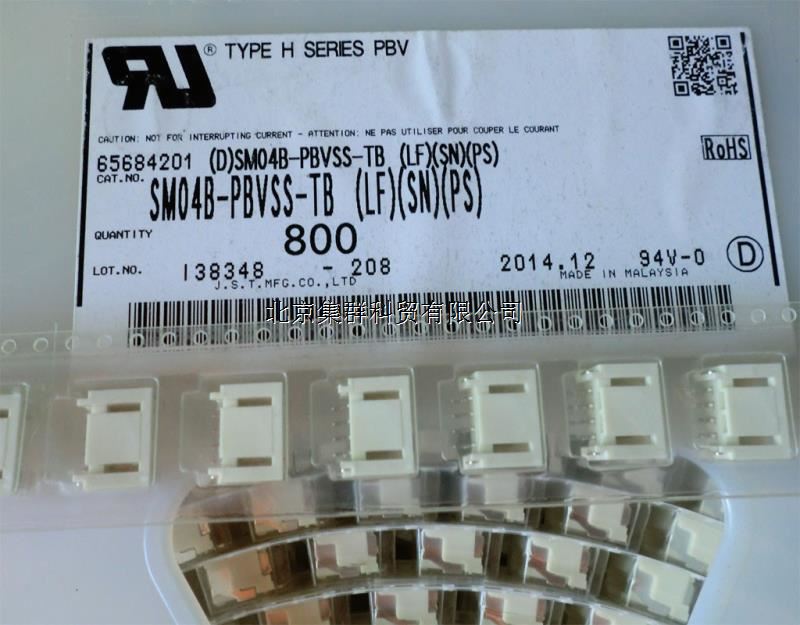 ® TYPE H SERIES PBV
CAUTION: NOT FOR INTERRUPTING CURRENT - ATTENTION: NE PAS UTILISER POUR COUPER LE COURANT
65684201 (D)SM04B-PBVSS-TB (LF)(SN)(PS)
RoHS
CAT.NO.
SM04B-PBVSS-TB (LF)(SN)(PS)
QUANTITY 800
LOT.NO. 138348 - 208 2014.12 94V-0 D
J.S.T.MFG.CO.,LTD MADE IN MALAYSIA
北京集群科贸有限公司